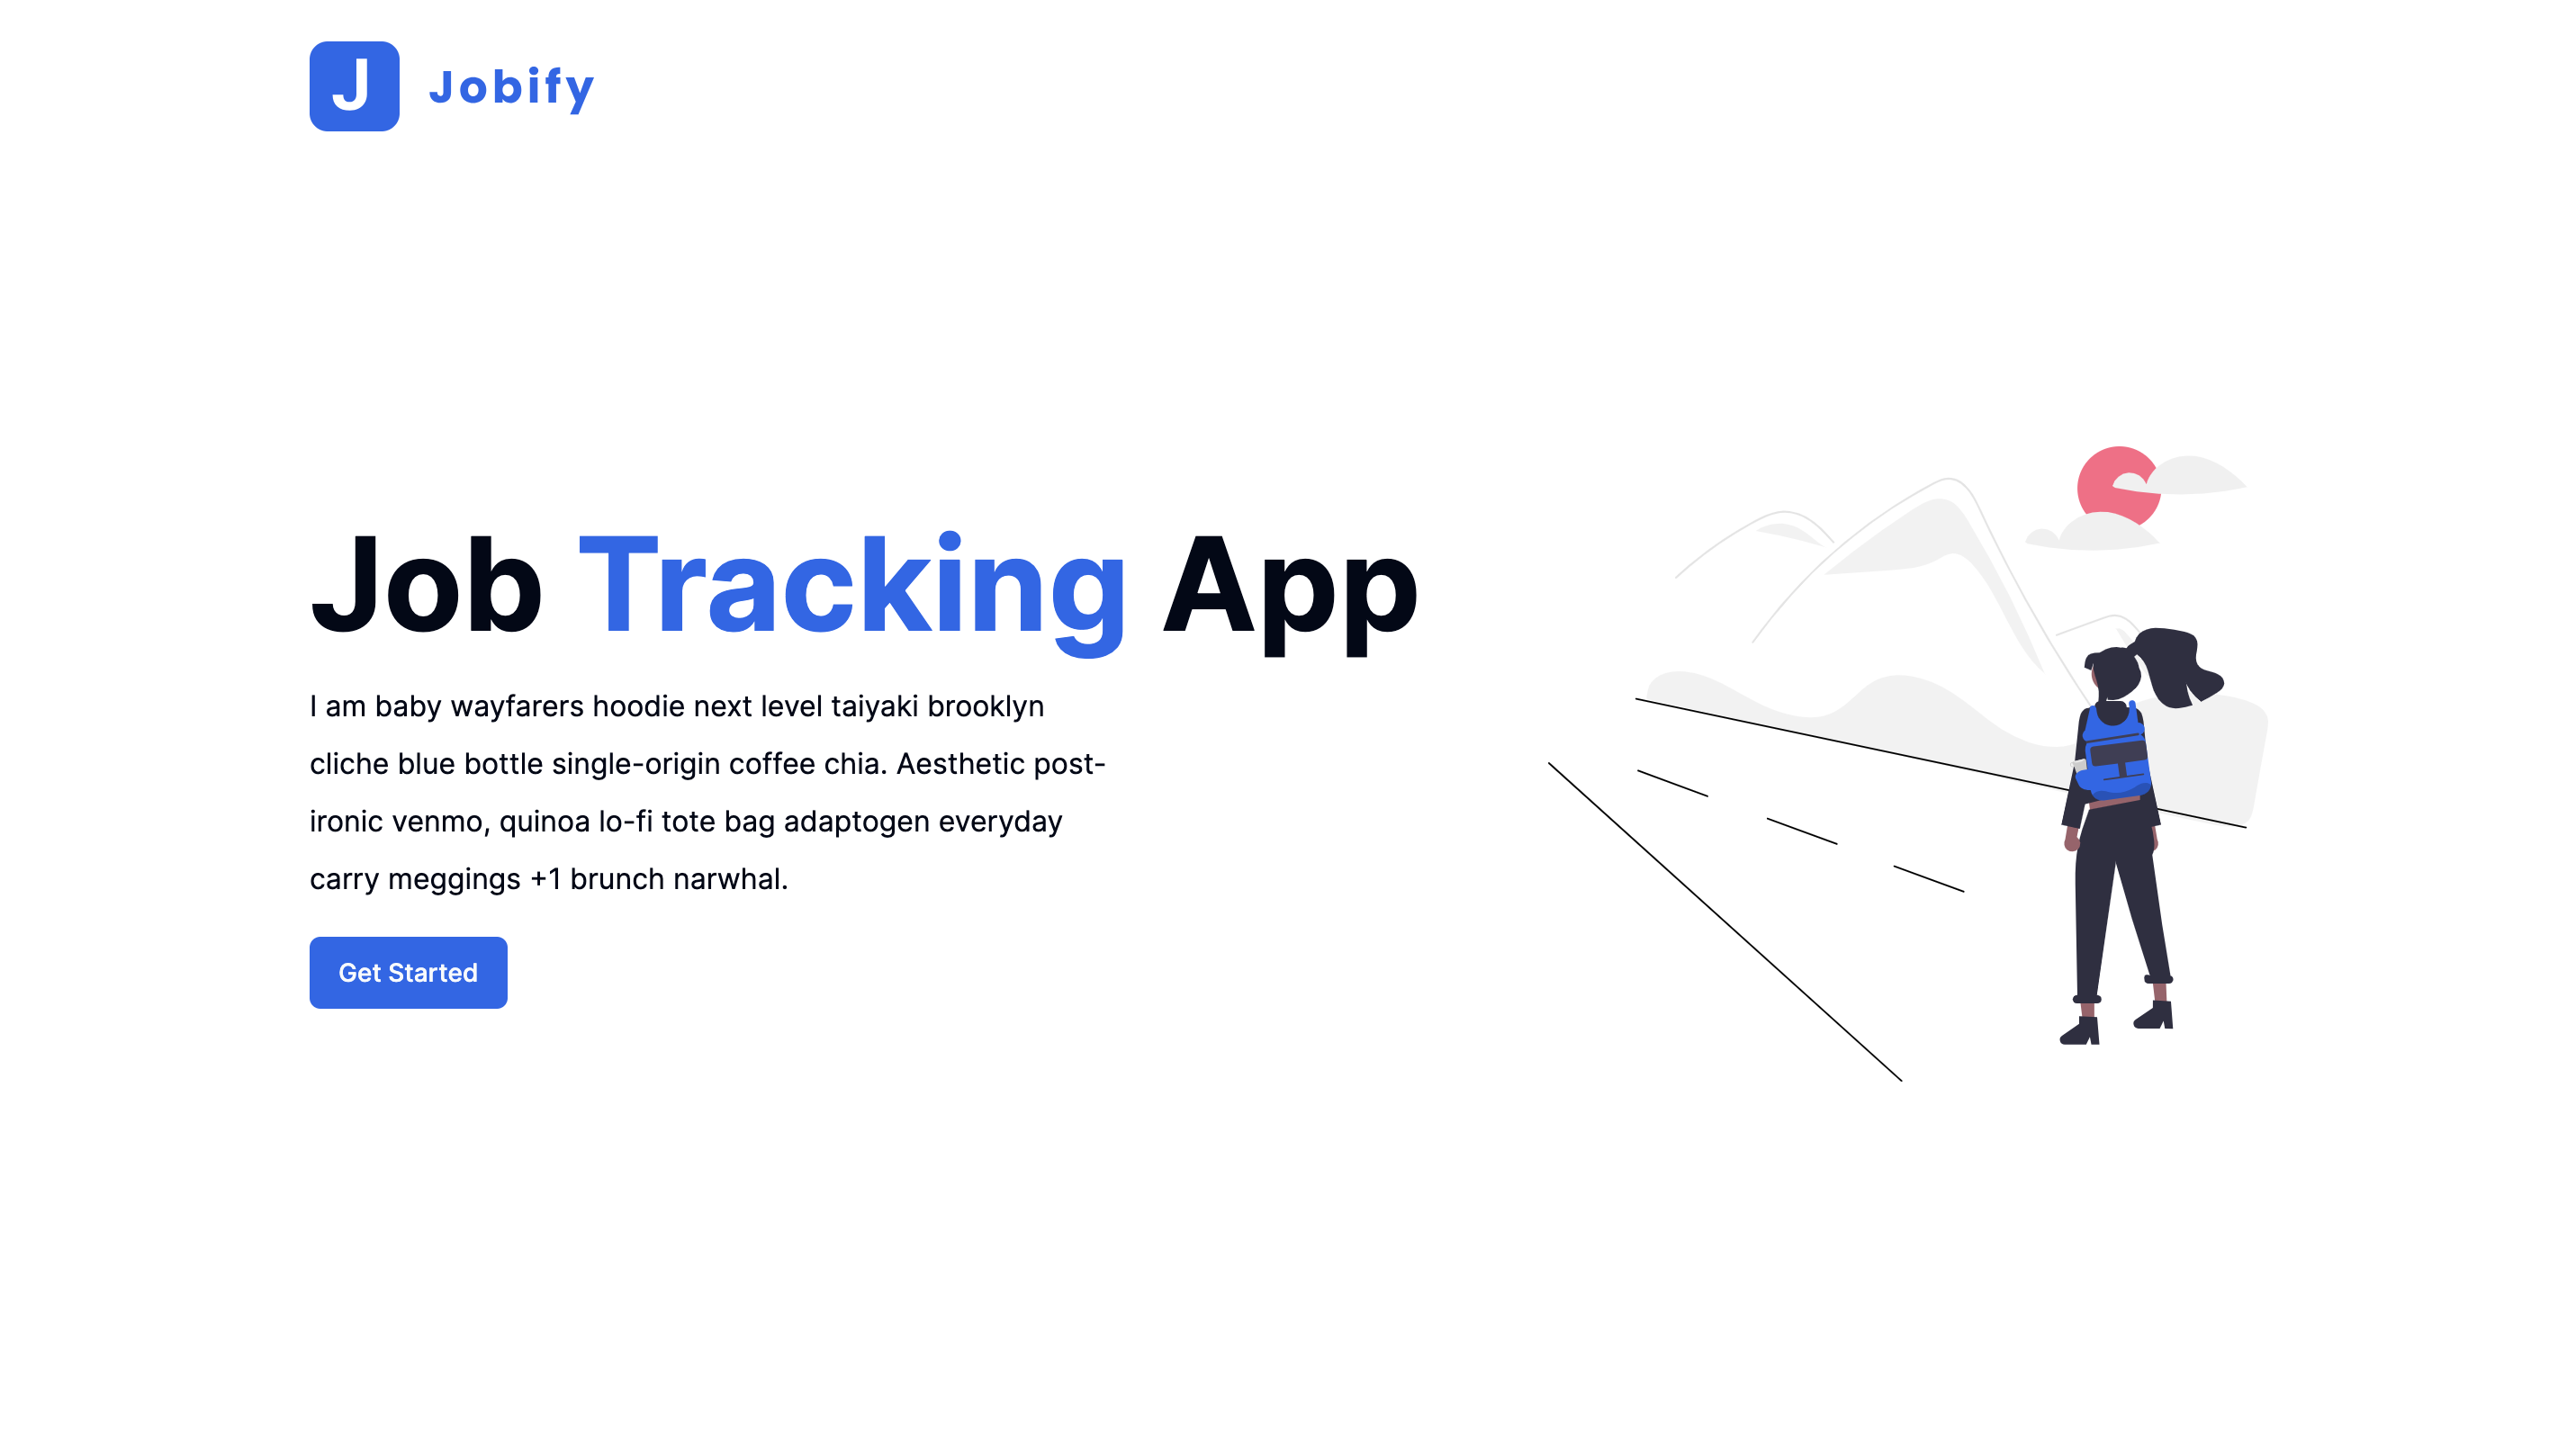 J Jobify
Job Tracking App
I am baby wayfarers hoodie next level taiyaki brooklyn
cliche blue bottle single-origin coffee chia. Aesthetic post-
ironic venmo, quinoa lo-fi tote bag adaptogen everyday
carry meggings +1 brunch narwhal.
Get Started